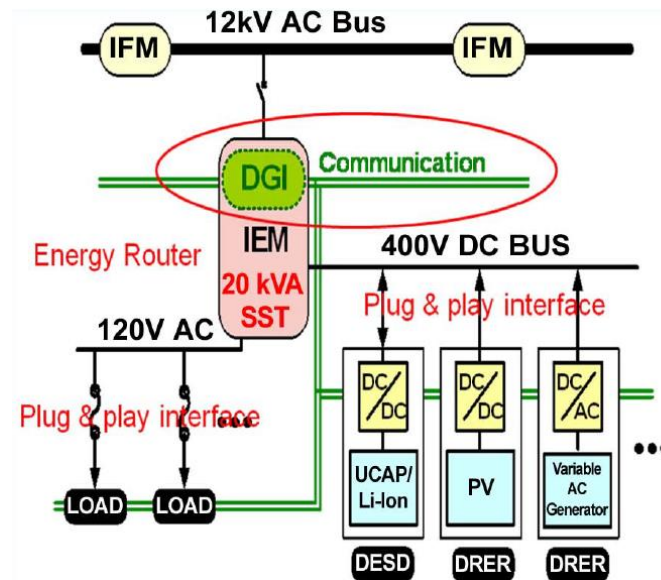 12kV AC Bus
IFM
IFM
DGI
Communication
IEM
Energy Router
20 kVA
SST
400V DC BUS
Plug & play interface
120V AC
Plug & play interface
DC/DC
DC/DC
DC/AC
UCAP/
Li-Ion
PV
Variable
AC
Generator
LOAD
LOAD
DESD
DRER
DRER